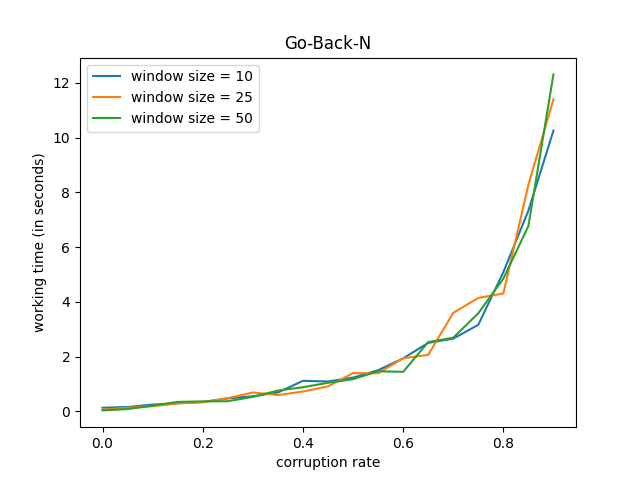 Go-Back-N
window size = 10
window size = 25
window size = 50
working time (in seconds)
12
10
8
6
4
2
0
0.0 0.2 0.4 0.6 0.8
corruption rate